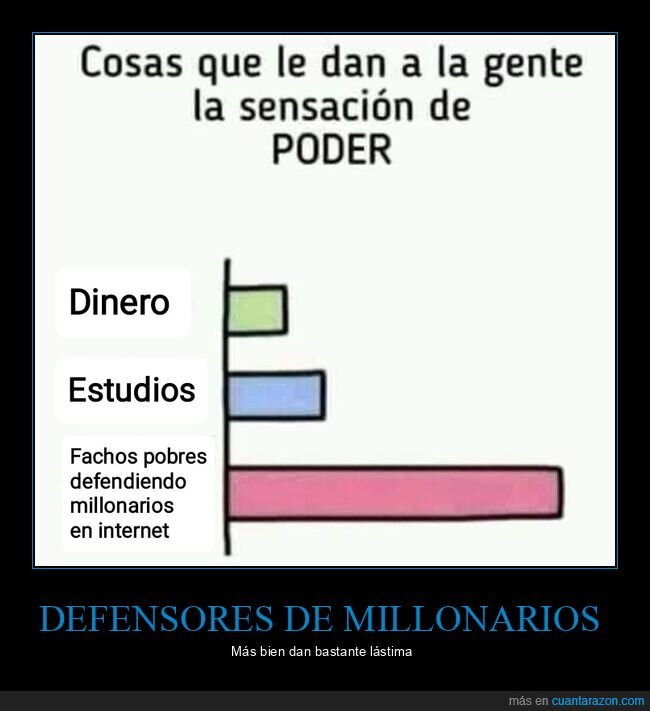 Cosas que le dan a la gente
la sensación de
PODER
Dinero
Estudios
Fachos pobres
defendiendo
millonarios
en internet
DEFENSORES DE MILLONARIOS
Más bien dan bastante lástima
más en cuantarazon.com